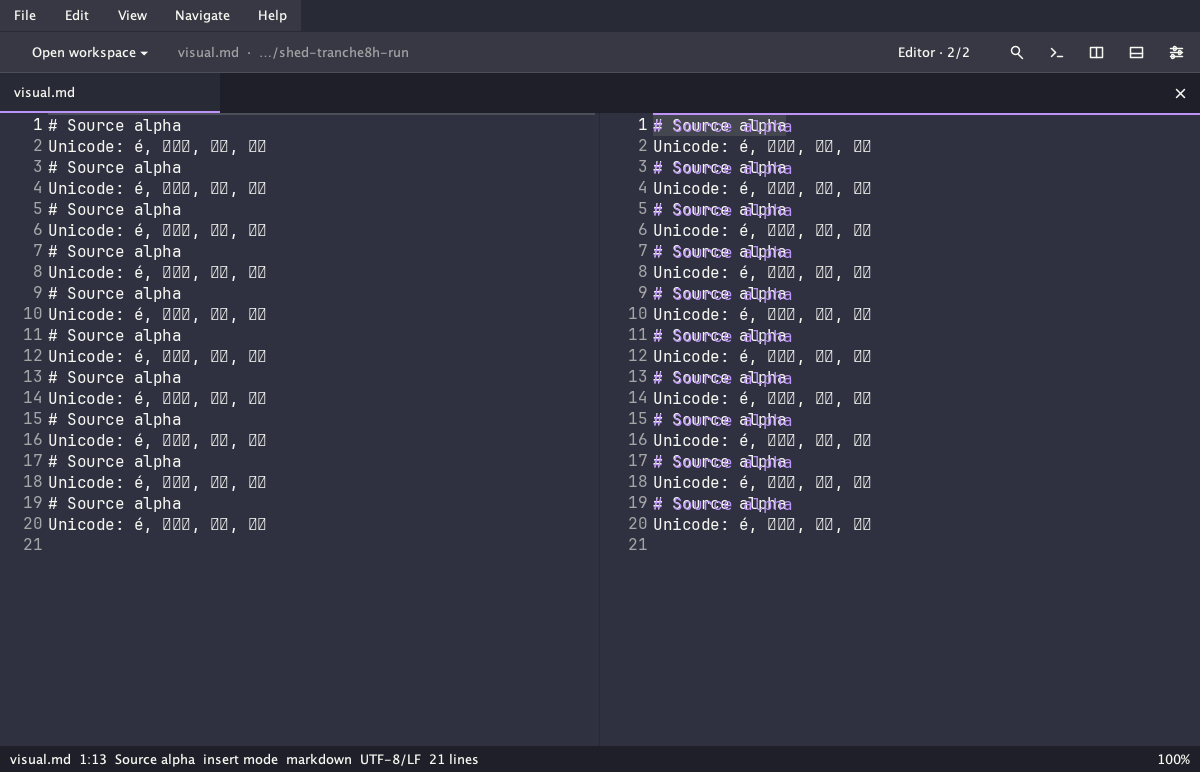 File Edit View Navigate Help
Open workspace visual.md · .../shed-tranche8h-run Editor · 2/2
visual.md
1 # Source alpha
2 Unicode: é, , ,
3 # Source alpha
4 Unicode: é, , ,
5 # Source alpha
6 Unicode: é, , ,
7 # Source alpha
8 Unicode: é, , ,
9 # Source alpha
10 Unicode: é, , ,
11 # Source alpha
12 Unicode: é, , ,
13 # Source alpha
14 Unicode: é, , ,
15 # Source alpha
16 Unicode: é, , ,
17 # Source alpha
18 Unicode: é, , ,
19 # Source alpha
20 Unicode: é, , ,
21
1 # Source alpha
2 Unicode: é, , ,
3 # Source alpha
4 Unicode: é, , ,
5 # Source alpha
6 Unicode: é, , ,
7 # Source alpha
8 Unicode: é, , ,
9 # Source alpha
10 Unicode: é, , ,
11 # Source alpha
12 Unicode: é, , ,
13 # Source alpha
14 Unicode: é, , ,
15 # Source alpha
16 Unicode: é, , ,
17 # Source alpha
18 Unicode: é, , ,
19 # Source alpha
20 Unicode: é, , ,
21
visual.md 1:13 Source alpha insert mode markdown UTF-8/LF 21 lines 100%